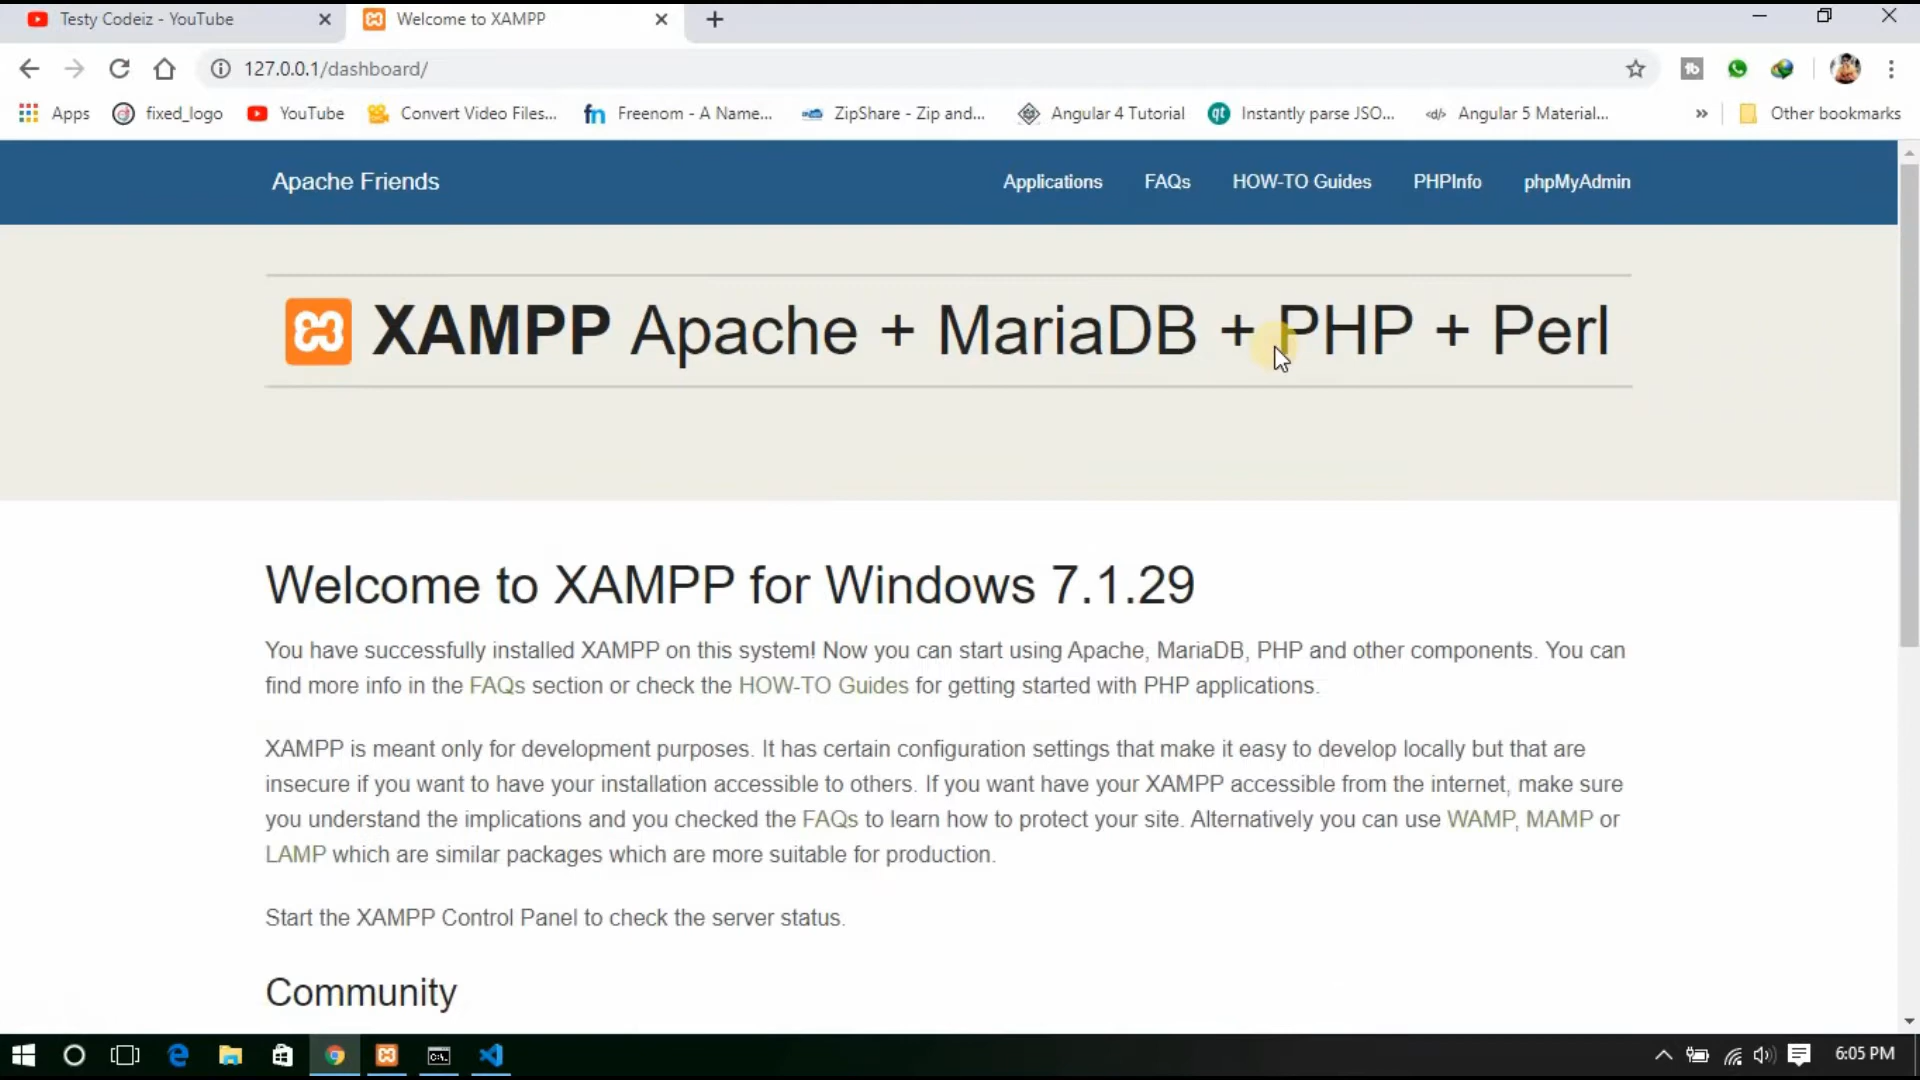 Testy Codeiz - YouTube
Welcome to XAMPP
127.0.0.1/dashboard/
Apps
fixed_logo
YouTube
Convert Video Files...
fn
Freenom - A Name...
ZipShare - Zip and...
Angular 4 Tutorial
qt
Instantly parse JSO...
Angular 5 Material...
»
Other bookmarks
Apache Friends
Applications
FAQs
HOW-TO Guides
PHPInfo
phpMyAdmin
XAMPP Apache + MariaDB + PHP + Perl
Welcome to XAMPP for Windows 7.1.29
You have successfully installed XAMPP on this system! Now you can start using Apache, MariaDB, PHP and other components. You can
find more info in the FAQs section or check the HOW-TO Guides for getting started with PHP applications.
XAMPP is meant only for development purposes. It has certain configuration settings that make it easy to develop locally but that are
insecure if you want to have your installation accessible to others. If you want have your XAMPP accessible from the internet, make sure
you understand the implications and you checked the FAQs to learn how to protect your site. Alternatively you can use WAMP, MAMP or
LAMP which are similar packages which are more suitable for production.
Start the XAMPP Control Panel to check the server status.
Community
6:05 PM